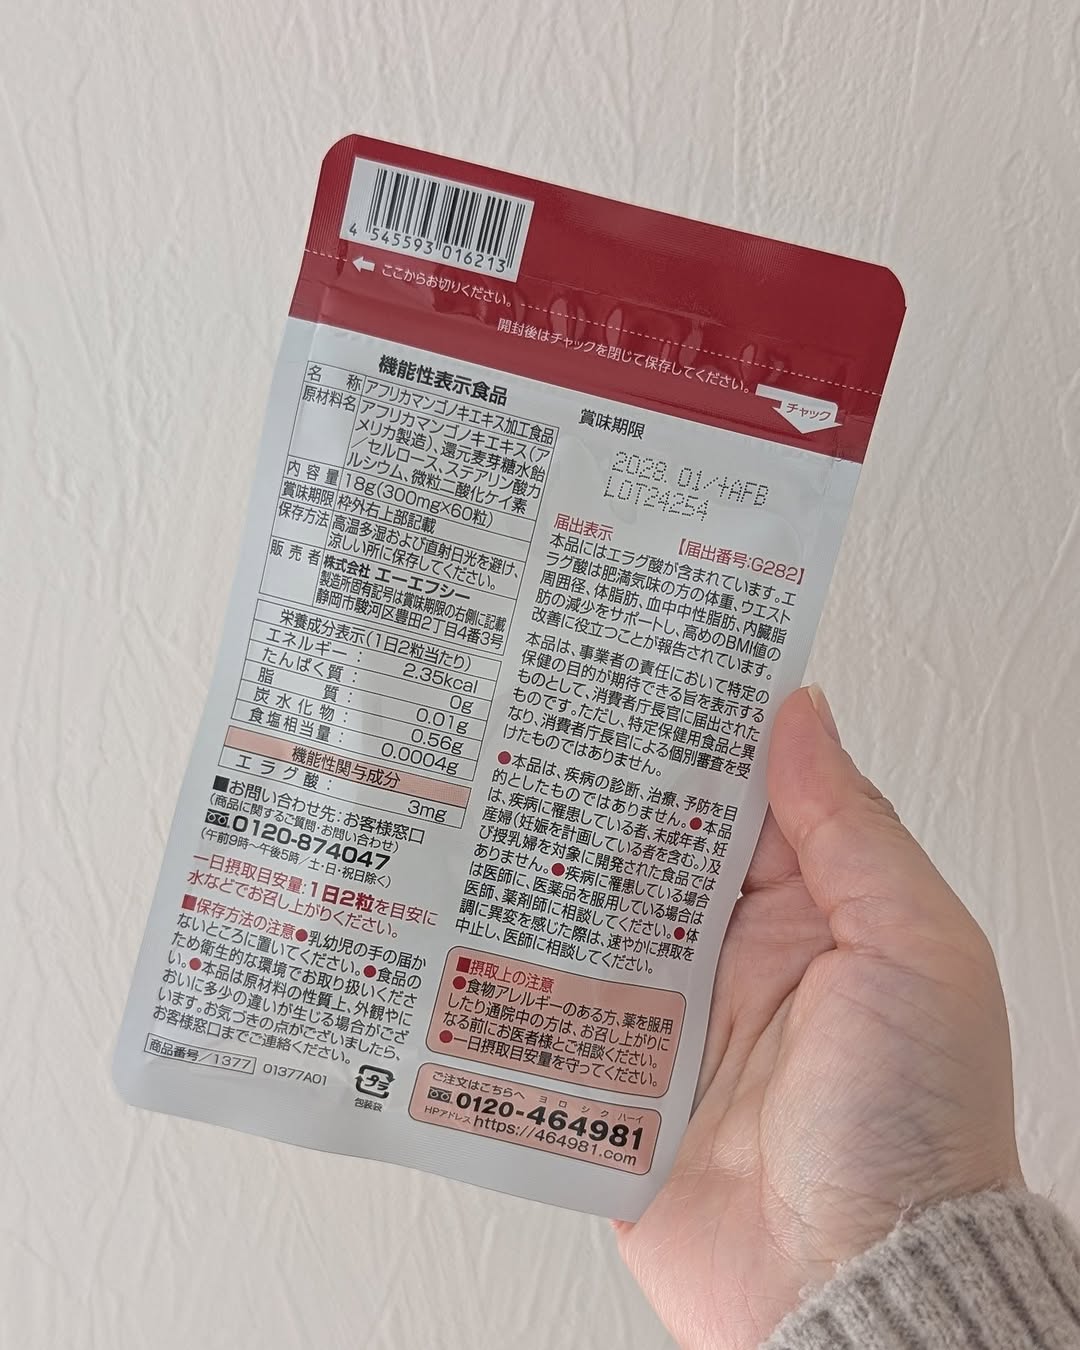 4 545593 016213
ここからお切りください。
開封後はチャックを閉じて保存してください。
チャック
機能性表示食品
名称 アフリカマンゴノキエキス加工食品
原材料名 アフリカマンゴノキエキス(ア
メリカ製造)、還元麦芽糖水飴
/セルロース、ステアリン酸カ
ルシウム、微粒二酸化ケイ素
内容量 18g(300mg×60粒)
賞味期限 枠外右上部記載
保存方法 高温多湿および直射日光を避け、
涼しい所に保存してください。
販売者 株式会社 エーエフシー
製造所固有記号は賞味期限の右側に記載
静岡市駿河区豊田2丁目4番3号
栄養成分表示(1日2粒当たり)
エネルギー: 2.35kcal
たんぱく質: 0g
脂質: 0.01g
炭水化物: 0.56g
食塩相当量: 0.0004g
機能性関与成分
エラグ酸: 3mg
■お問い合わせ先:お客様窓口
(商品に関するご質問・お問い合わせ)
0120-874047
(午前9時〜午後5時/土・日・祝日除く)
一日摂取目安量:1日2粒を目安に
水などでお召し上がりください。
■保存方法の注意●乳幼児の手の届か
ないところに置いてください。●食品の
ため衛生的な環境でお取り扱いくださ
い。●本品は原材料の性質上、外観やに
おいに多少の違いが生じる場合がござ
います。お気づきの点がございましたら、
お客様窓口までご連絡ください。
商品番号/1377 01377A01
プラ
包装袋
賞味期限
2028.01/+AFB
LOT24254
届出表示 【届出番号:G282】
本品にはエラグ酸が含まれています。エ
ラグ酸は肥満気味の方の体重、ウエスト
周囲径、体脂肪、血中中性脂肪、内臓脂
肪の減少をサポートし、高めのBMI値の
改善に役立つことが報告されています。
本品は、事業者の責任において特定の
保健の目的が期待できる旨を表示する
ものとして、消費者庁長官に届出された
ものです。ただし、特定保健用食品と異
なり、消費者庁長官による個別審査を受
けたものではありません。
●本品は、疾病の診断、治療、予防を目
的としたものではありません。●本品
は、疾病に罹患している者、未成年者、妊
産婦(妊娠を計画している者を含む。)及
び授乳婦を対象に開発された食品では
ありません。●疾病に罹患している場合
は医師に、医薬品を服用している場合は
医師、薬剤師に相談してください。●体
調に異変を感じた際は、速やかに摂取を
中止し、医師に相談してください。
■摂取上の注意
●食物アレルギーのある方、薬を服用
したり通院中の方は、お召し上がりに
なる前にお医者様とご相談ください。
●一日摂取目安量を守ってください。
ご注文はこちらへ ヨロシク ハーイ
0120-464981
HPアドレス https://464981.com